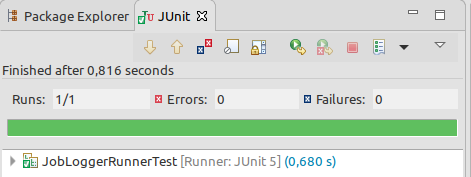 Package Explorer JUnit
Finished after 0,816 seconds
Runs: 1/1 Errors: 0 Failures: 0
JobLoggerRunnerTest [Runner: JUnit 5] (0,680 s)